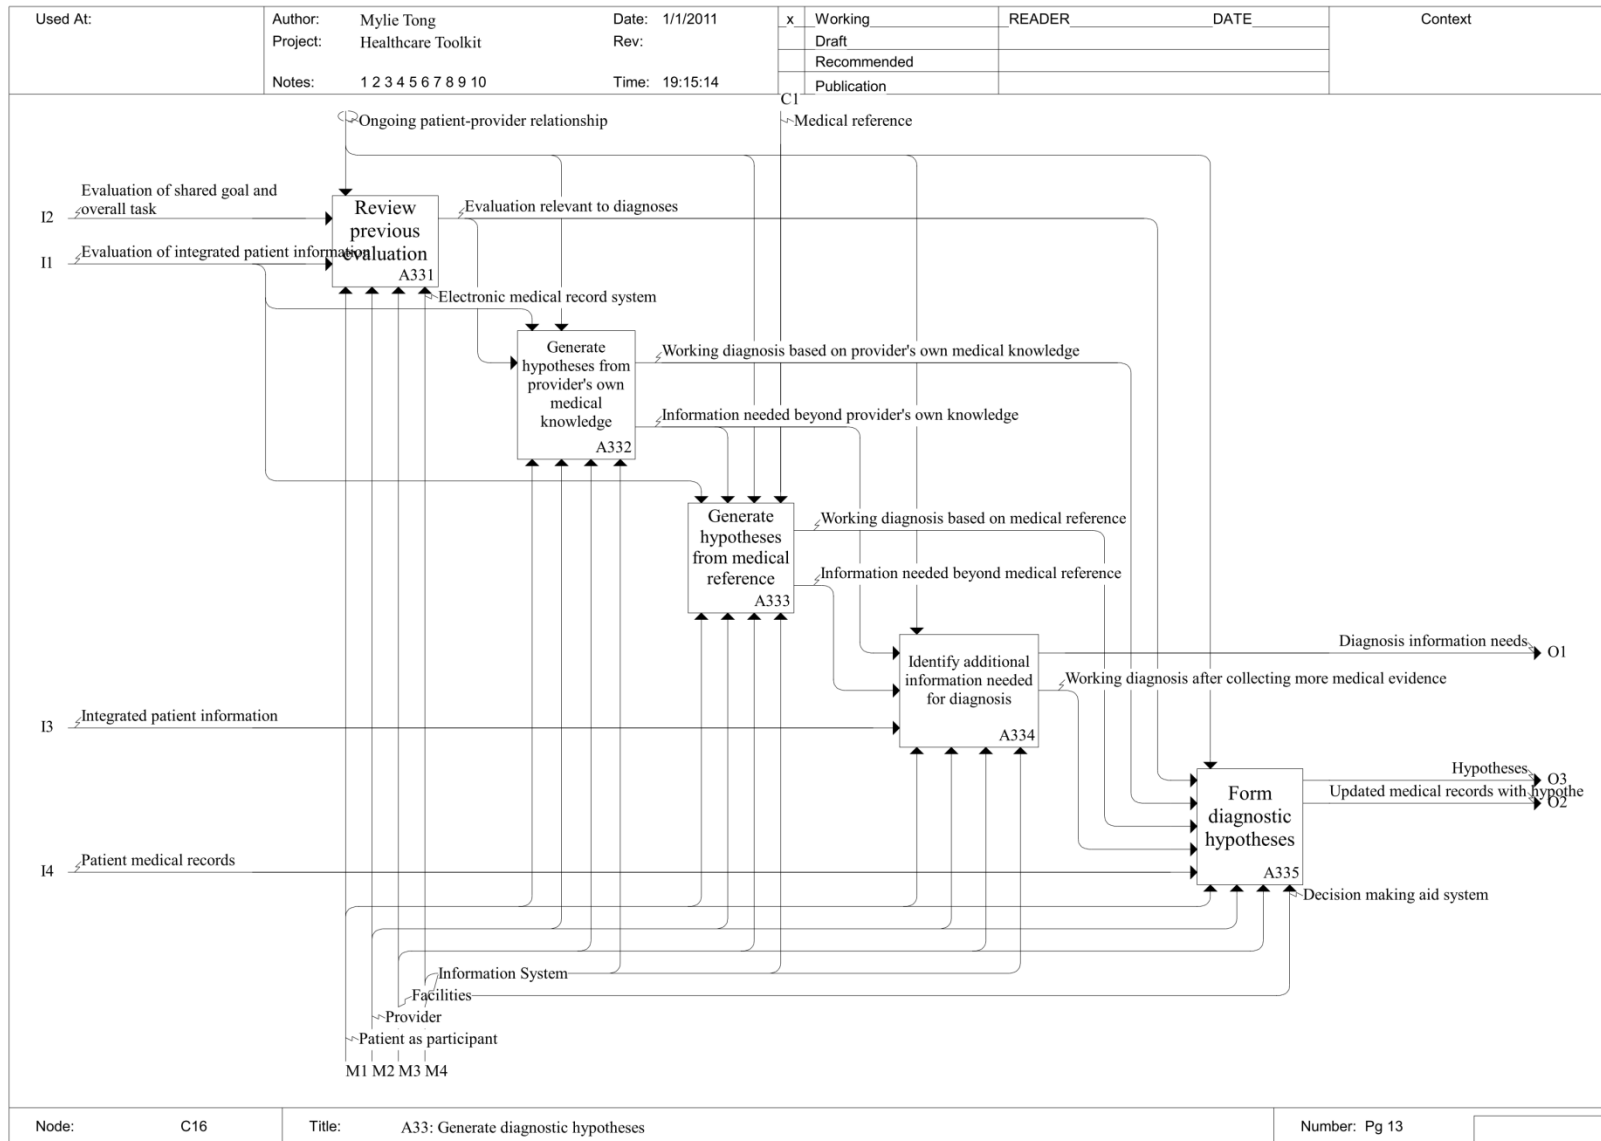 Used At:
Author: Mylie Tong
Date: 1/1/2011
x Working
READER
DATE
Context
Project: Healthcare Toolkit
Rev:
Draft
Recommended
Notes: 1 2 3 4 5 6 7 8 9 10
Time: 19:15:14
Publication
C1
Ongoing patient-provider relationship
Medical reference
Evaluation of shared goal and
overall task
I2
Review
previous
evaluation
A331
Evaluation relevant to diagnoses
Evaluation of integrated patient information
I1
Electronic medical record system
Generate
hypotheses from
provider's own
medical
knowledge
A332
Working diagnosis based on provider's own medical knowledge
Information needed beyond provider's own knowledge
Generate
hypotheses
from medical
reference
A333
Working diagnosis based on medical reference
Information needed beyond medical reference
Identify additional
information needed
for diagnosis
A334
Diagnosis information needs
O1
Working diagnosis after collecting more medical evidence
Integrated patient information
I3
Form
diagnostic
hypotheses
A335
Hypotheses
O3
Updated medical records with hypothe
O2
Patient medical records
I4
Decision making aid system
Information System
Facilities
Provider
Patient as participant
M1 M2 M3 M4
Node: C16
Title: A33: Generate diagnostic hypotheses
Number: Pg 13